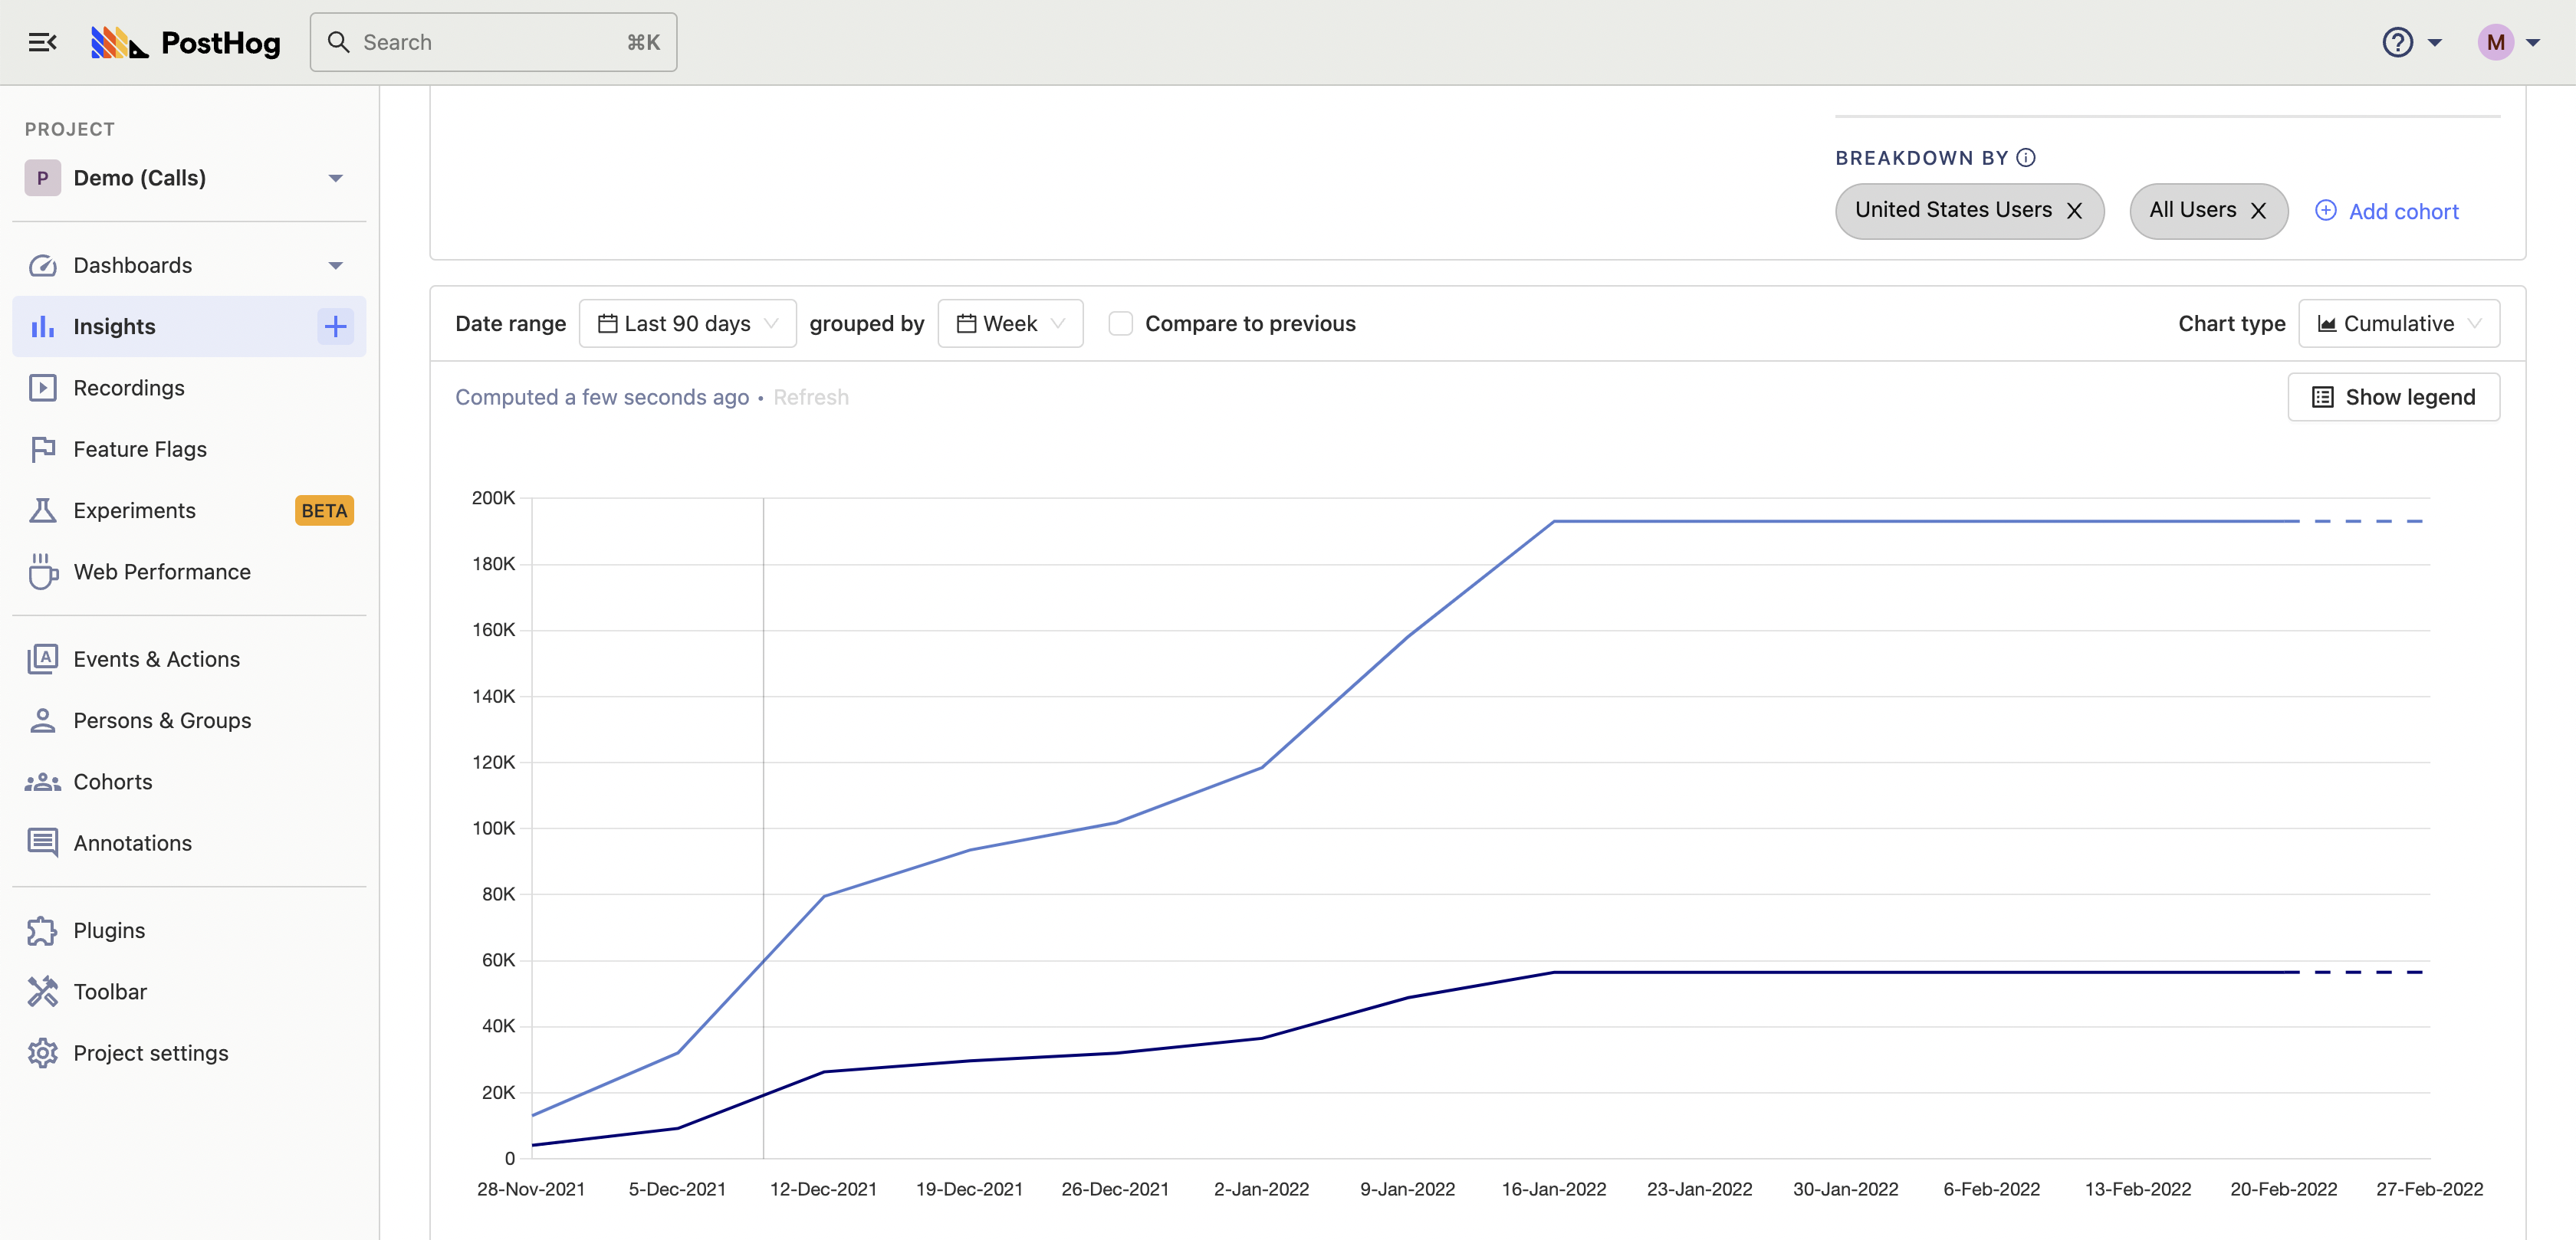 PostHog
Search ⌘K
M
PROJECT
P Demo (Calls)
Dashboards
Insights
Recordings
Feature Flags
Experiments BETA
Web Performance
A Events & Actions
Persons & Groups
Cohorts
Annotations
Plugins
Toolbar
Project settings
BREAKDOWN BY
United States Users All Users Add cohort
Date range Last 90 days grouped by Week Compare to previous Chart type Cumulative
Computed a few seconds ago • Refresh Show legend
200K
180K
160K
140K
120K
100K
80K
60K
40K
20K
0
28-Nov-2021 5-Dec-2021 12-Dec-2021 19-Dec-2021 26-Dec-2021 2-Jan-2022 9-Jan-2022 16-Jan-2022 23-Jan-2022 30-Jan-2022 6-Feb-2022 13-Feb-2022 20-Feb-2022 27-Feb-2022